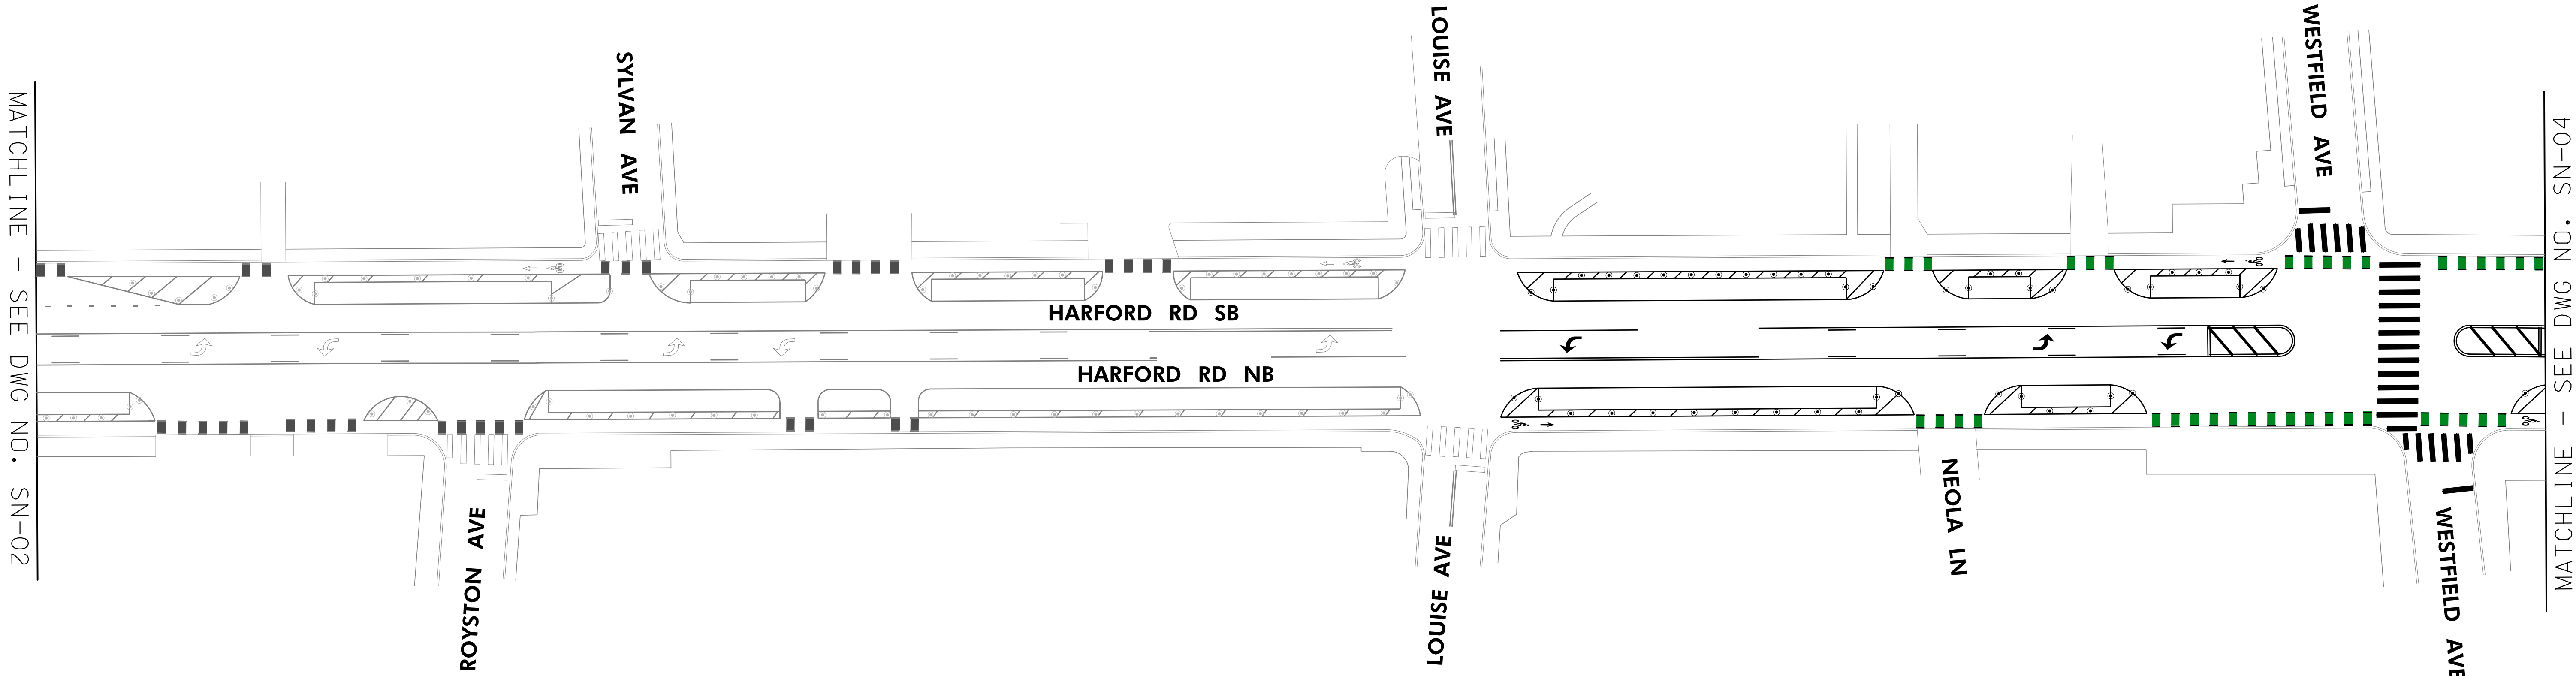 MATCHLINE - SEE DWG NO. SN-02
SYLVAN AVE
LOUISE AVE
WESTFIELD AVE
HARFORD RD SB
HARFORD RD NB
ROYSTON AVE
LOUISE AVE
NEOLA LN
WESTFIELD AVE
MATCHLINE - SEE DWG NO. SN-04